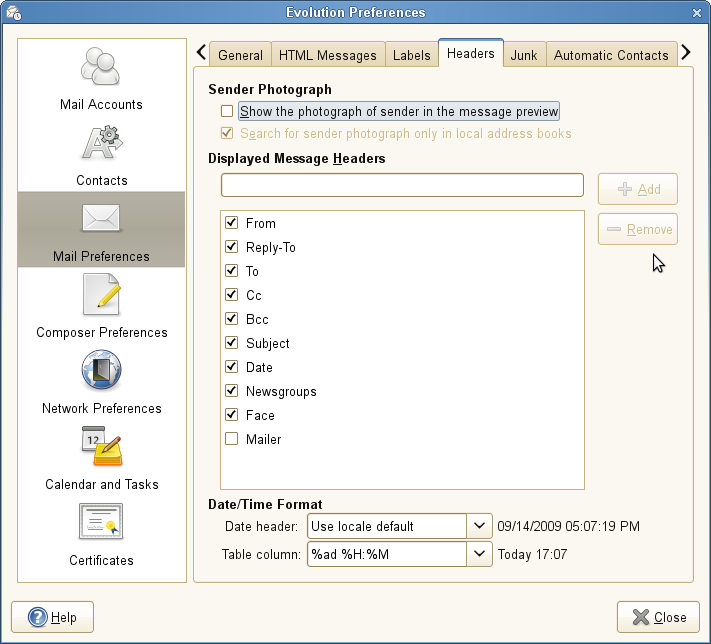 Evolution Preferences
Mail Accounts
Contacts
Mail Preferences
Composer Preferences
Network Preferences
12
Calendar and Tasks
Certificates
General HTML Messages Labels Headers Junk Automatic Contacts
Sender Photograph
Show the photograph of sender in the message preview
Search for sender photograph only in local address books
Displayed Message Headers
Add
Remove
From
Reply-To
To
Cc
Bcc
Subject
Date
Newsgroups
Face
Mailer
Date/Time Format
Date header: Use locale default 09/14/2009 05:07:19 PM
Table column: %ad %H:%M Today 17:07
Help Close